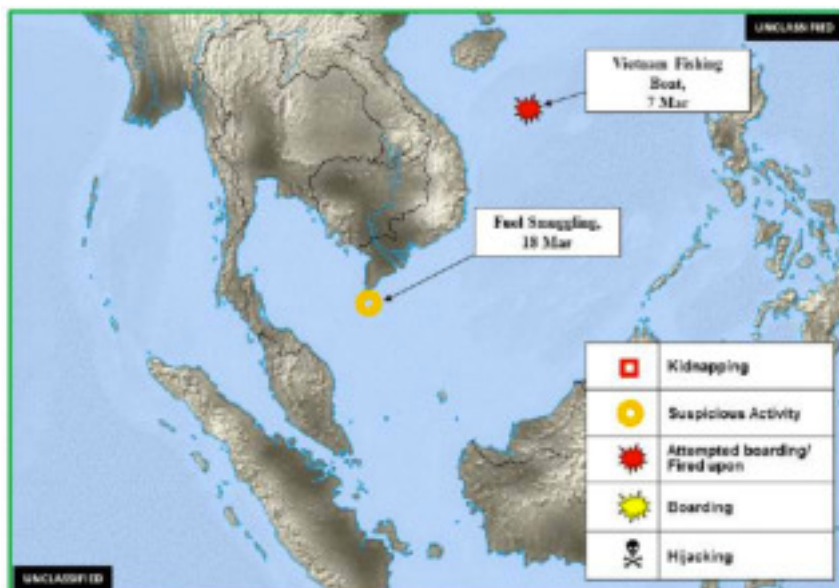 UNCLASSIFIED
Vietnam Fishing
Boat,
7 Mar
Fuel Smuggling,
18 Mar
Kidnapping
Suspicious Activity
Attempted boarding/
Fired upon
Boarding
Hijacking
UNCLASSIFIED